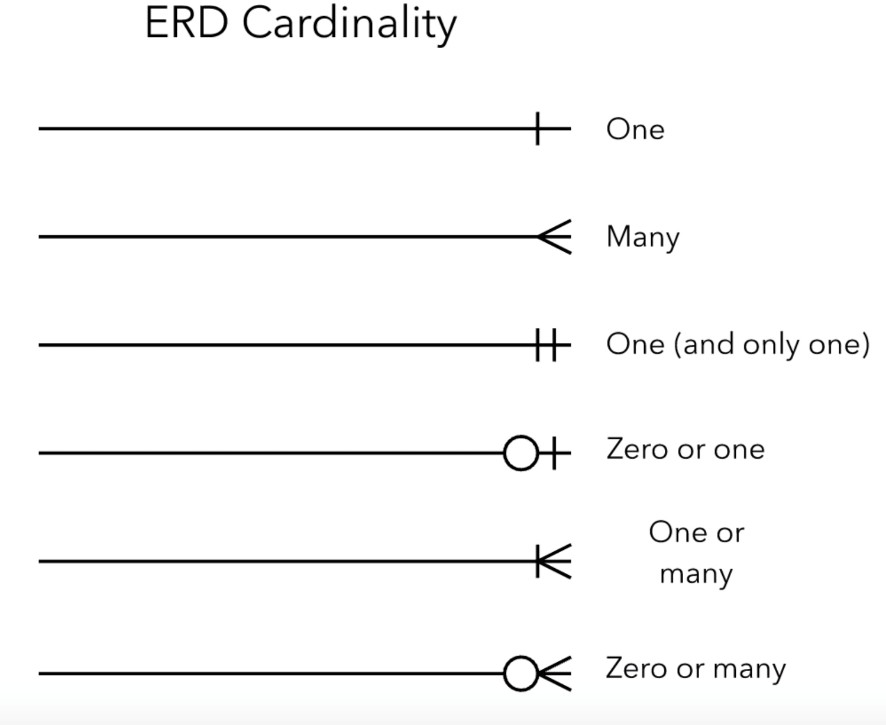 ERD Cardinality
One
Many
One (and only one)
Zero or one
One or
many
Zero or many